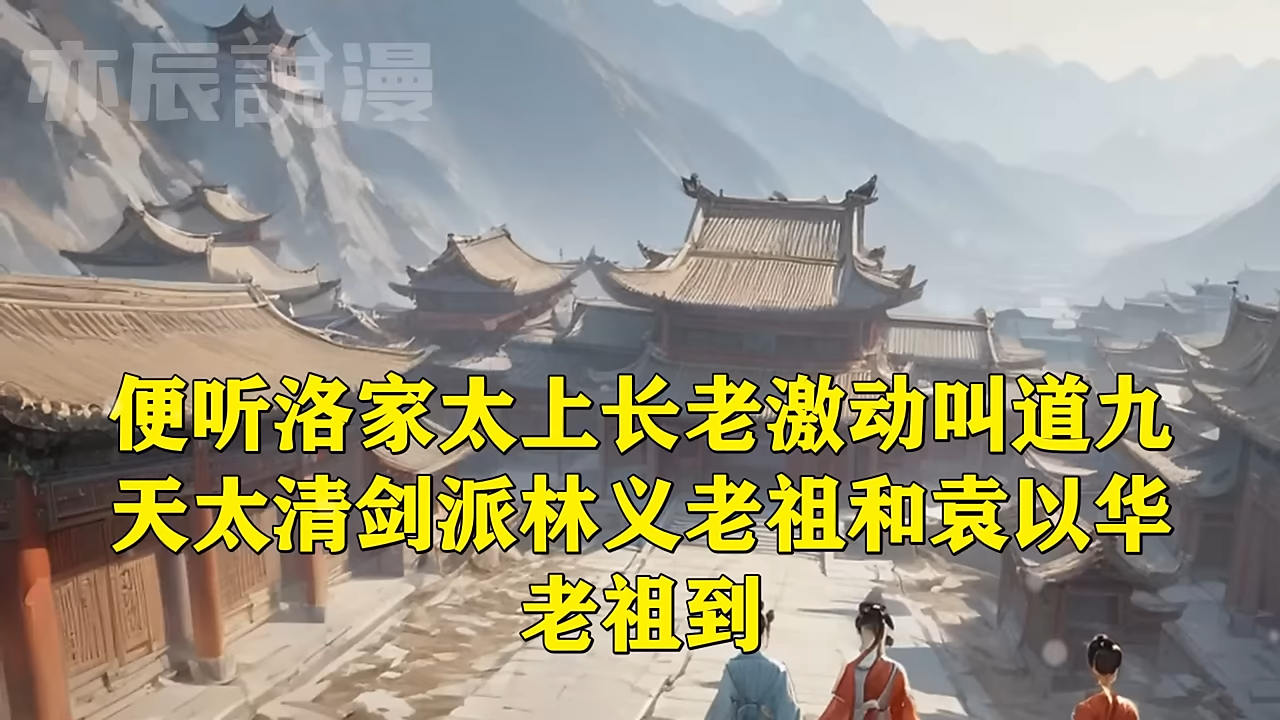 亦辰說漫
便听洛家太上长老激动叫道九
天太清剑派林义老祖和袁以华
老祖到